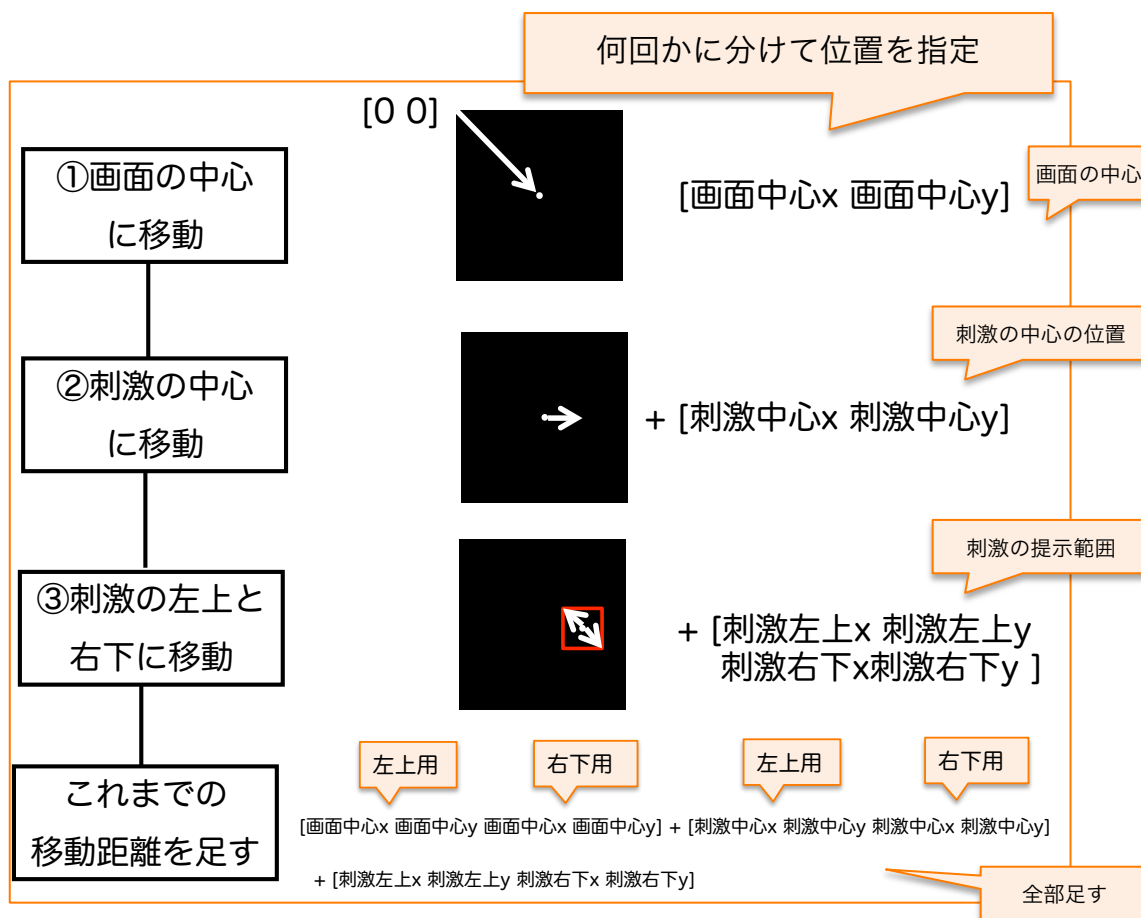 何回かに分けて位置を指定
[0 0]
①画面の中心
に移動
[画面中心x 画面中心y]
画面の中心
刺激の中心の位置
②刺激の中心
に移動
+ [刺激中心x 刺激中心y]
刺激の提示範囲
③刺激の左上と
右下に移動
+ [刺激左上x 刺激左上y
刺激右下x刺激右下y ]
左上用
右下用
左上用
右下用
これまでの
移動距離を足す
[画面中心x 画面中心y 画面中心x 画面中心y] + [刺激中心x 刺激中心y 刺激中心x 刺激中心y]
+ [刺激左上x 刺激左上y 刺激右下x 刺激右下y]
全部足す